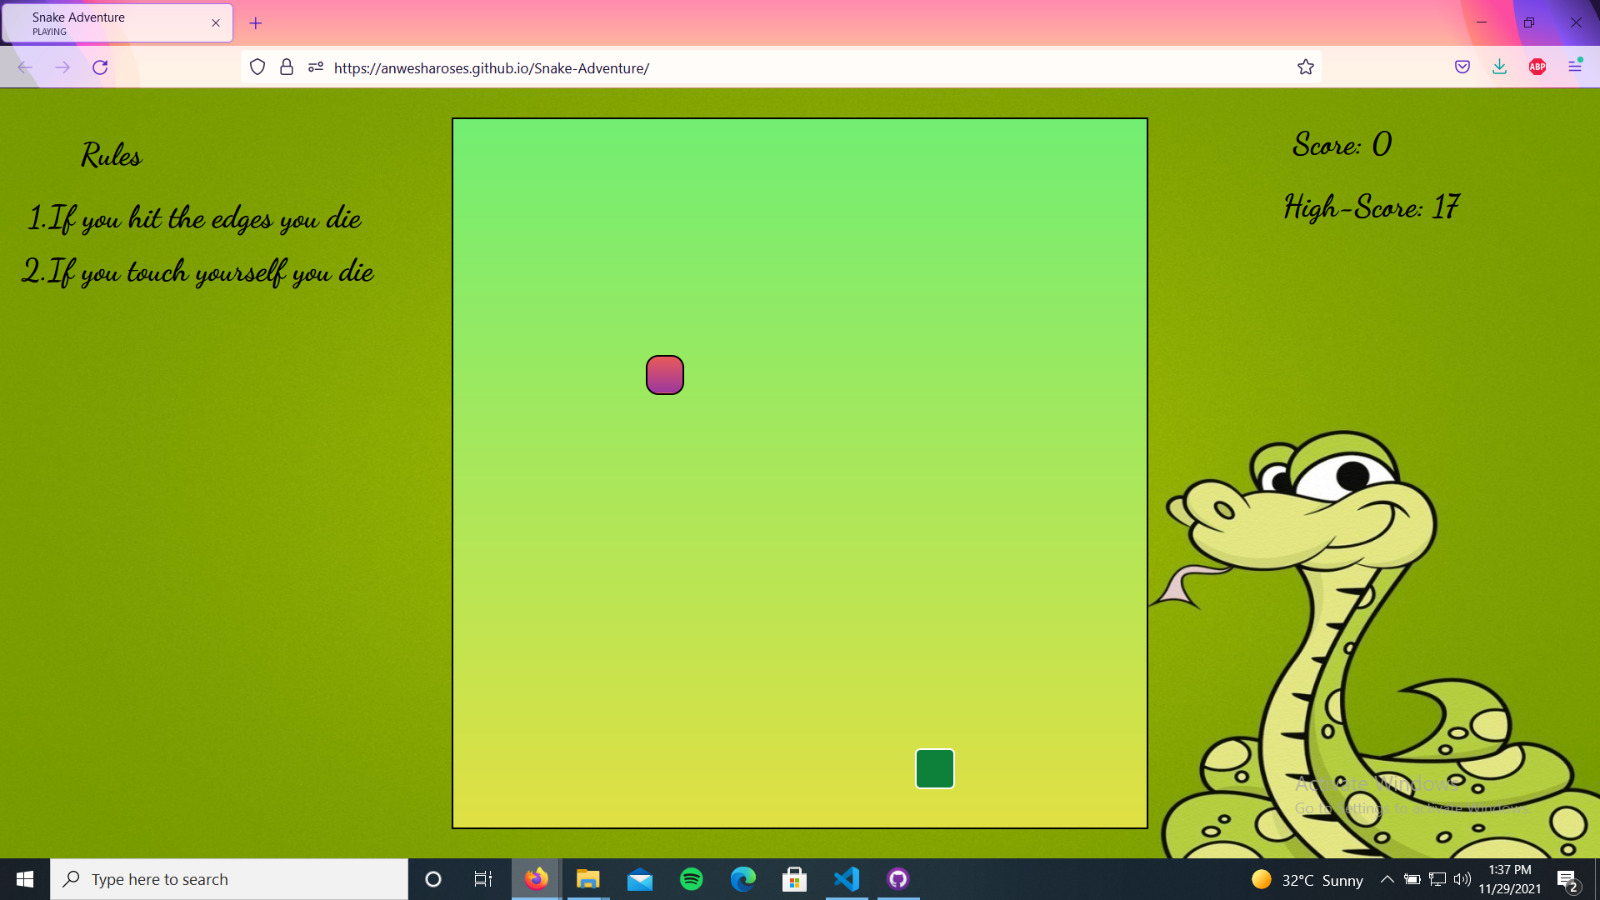 Snake Adventure
PLAYING
https://anwesharoses.github.io/Snake-Adventure/
ABP
Rules
1.If you hit the edges you die
2.If you touch yourself you die
Score: 0
High-Score: 17
Activate Windows
Go to Settings to activate Windows.
Type here to search
32°C Sunny
1:37 PM
11/29/2021
2